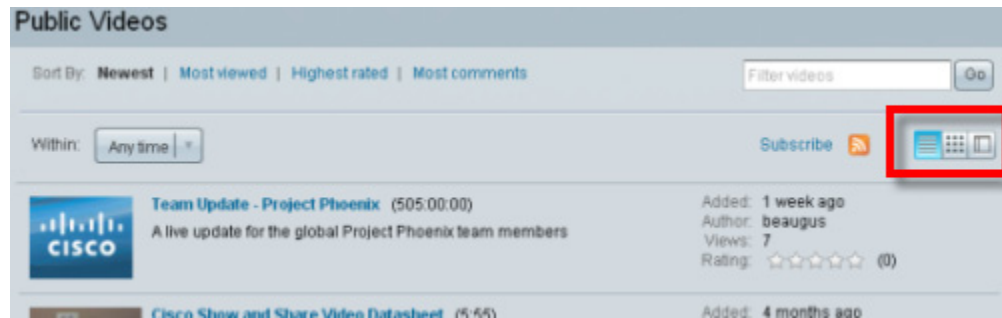 Public Videos
Sort By: Newest | Most viewed | Highest rated | Most comments
Filter videos
Go
Within: Any time
Subscribe
CISCO
Team Update - Project Phoenix (505:00:00)
A live update for the global Project Phoenix team members
Added: 1 week ago
Author: beaugus
Views: 7
Rating: (0)
Cisco Show and Share Video Datasheet (5:55)
Added: 4 months ago